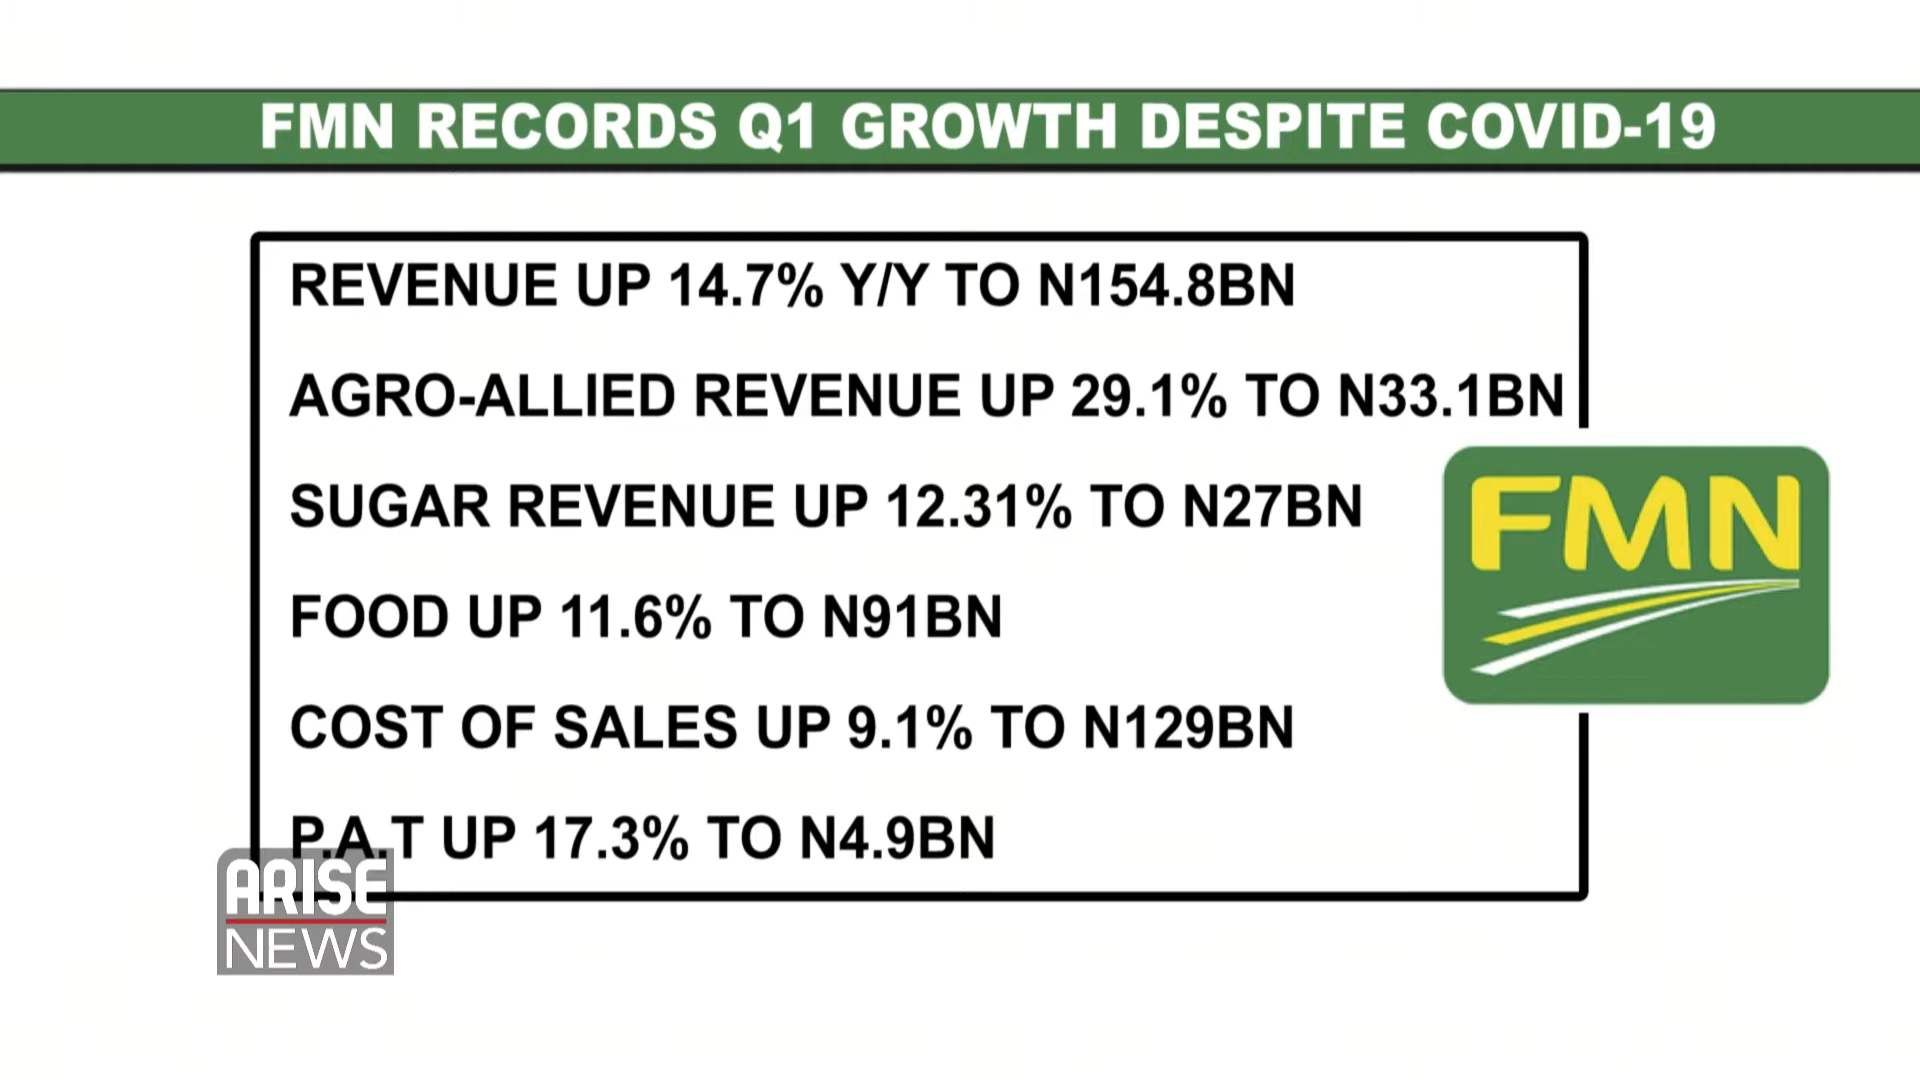 FMN RECORDS Q1 GROWTH DESPITE COVID-19
REVENUE UP 14.7% Y/Y TO N154.8BN
AGRO-ALLIED REVENUE UP 29.1% TO N33.1BN
SUGAR REVENUE UP 12.31% TO N27BN
FMN
FOOD UP 11.6% TO N91BN
COST OF SALES UP 9.1% TO N129BN
P.A.T UP 17.3% TO N4.9BN
ARISE
NEWS